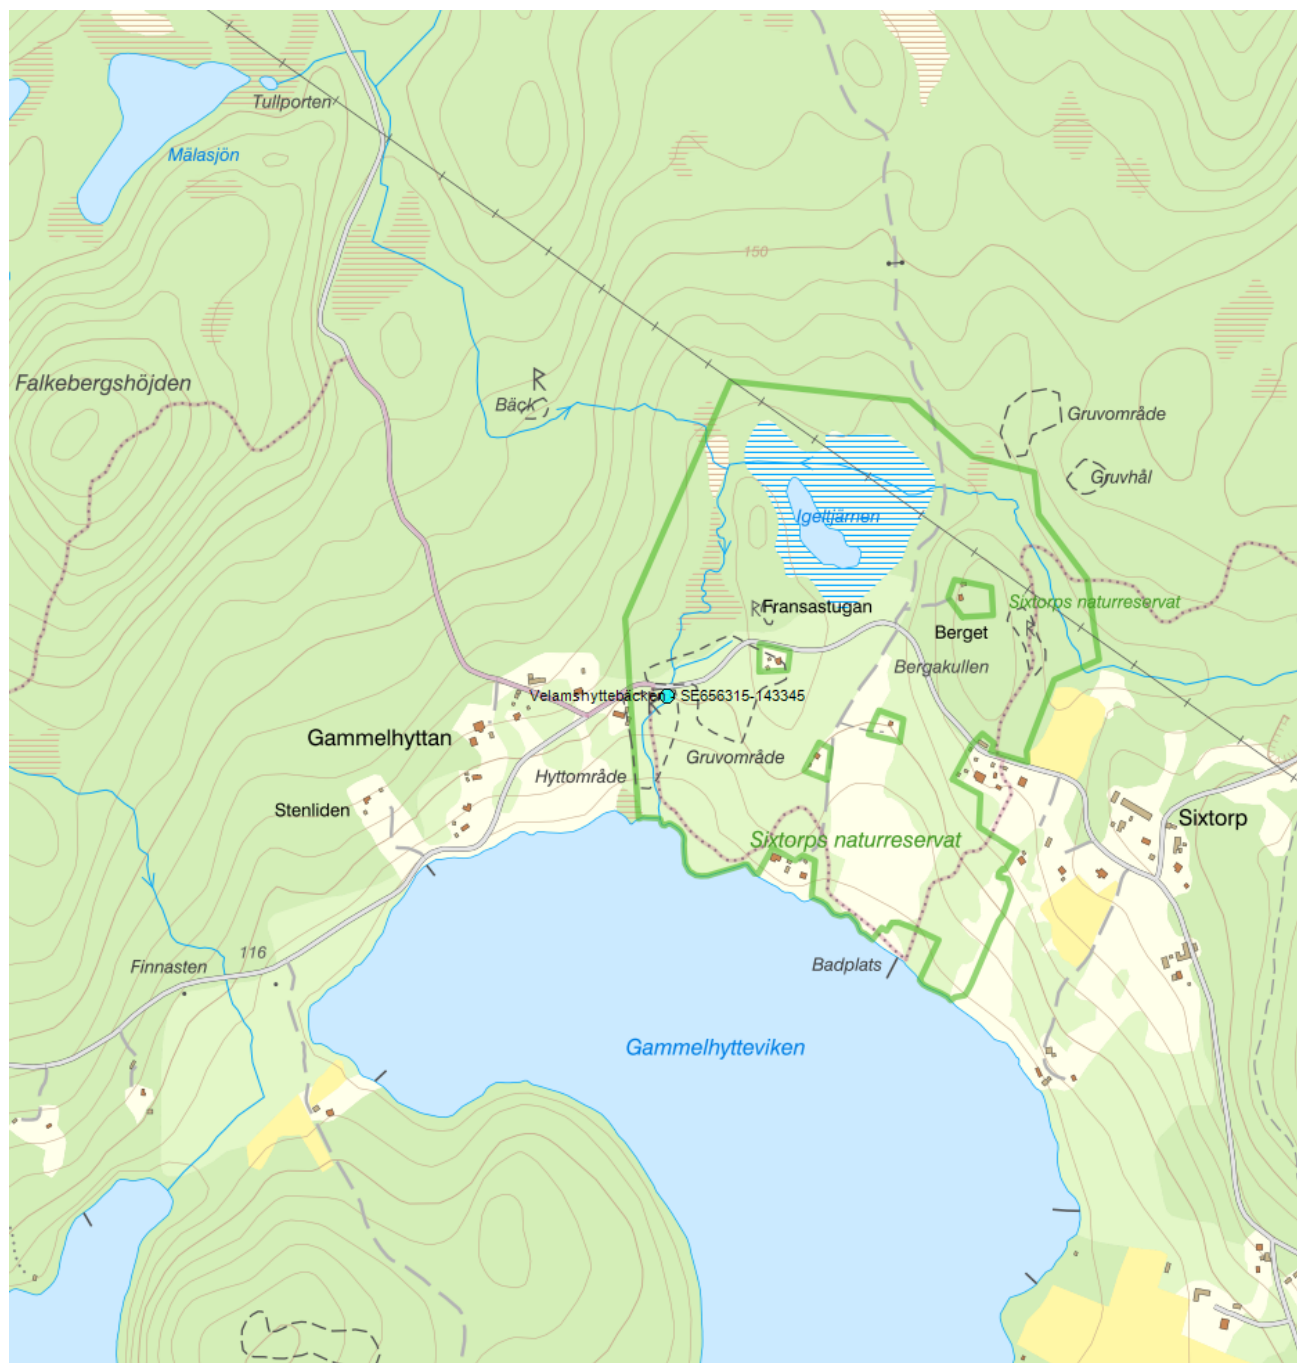 Tullporten
Mälasjön
150
Falkebergshöjden
Bäck
R
Gruvområde
Gruvhål
Igeltjärnen
R
Fransastugan
Sixtorps naturreservat
R
Berget
Bergakullen
Velamshyttebäcken - SE656315-143345
R
Gammelhyttan
Gruvområde
Hyttområde
Stenliden
Sixtorp
Sixtorps naturreservat
116
Finnasten
Badplats
Gammelhytteviken